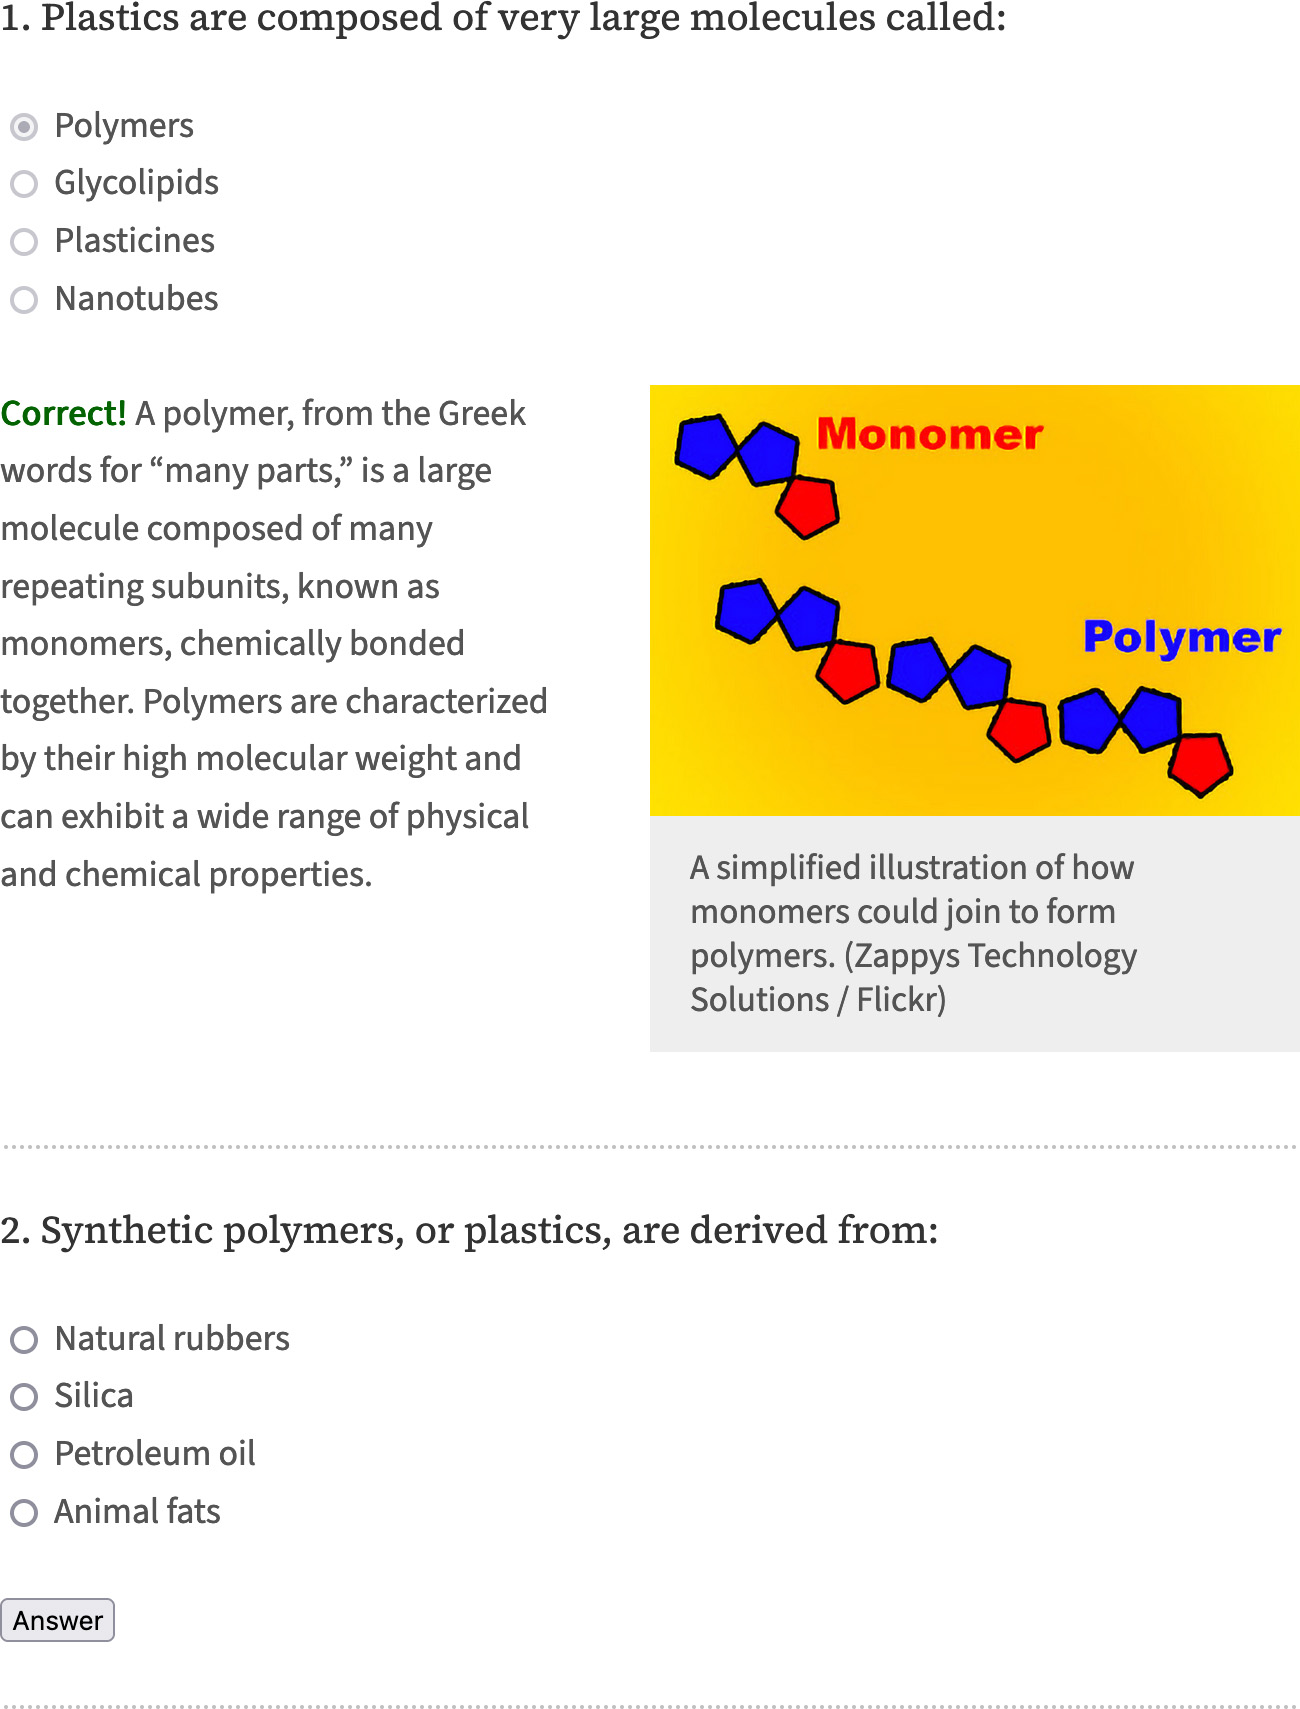 1. Plastics are composed of very large molecules called:
Polymers
Glycolipids
Plasticines
Nanotubes
Correct! A polymer, from the Greek
words for “many parts,” is a large
molecule composed of many
repeating subunits, known as
monomers, chemically bonded
together. Polymers are characterized
by their high molecular weight and
can exhibit a wide range of physical
and chemical properties.
Monomer
Polymer
A simplified illustration of how
monomers could join to form
polymers. (Zappys Technology
Solutions / Flickr)
2. Synthetic polymers, or plastics, are derived from:
Natural rubbers
Silica
Petroleum oil
Animal fats
Answer